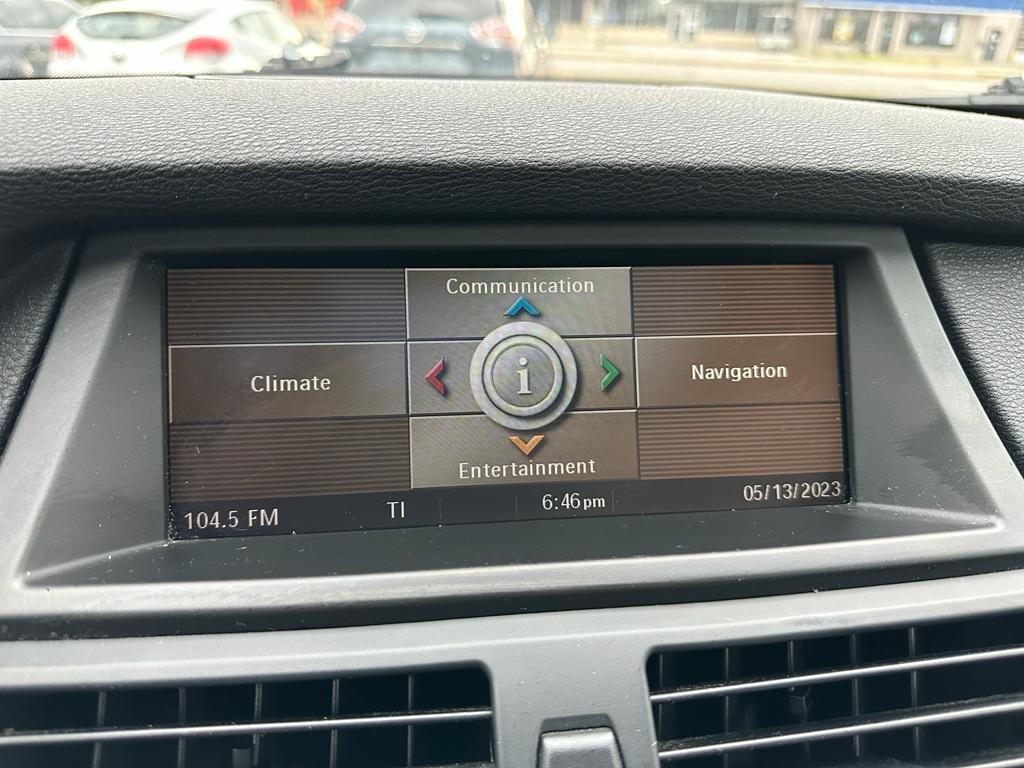 Communication
Climate
i
Navigation
Entertainment
104.5 FM
TI
6:46pm
05/13/2023